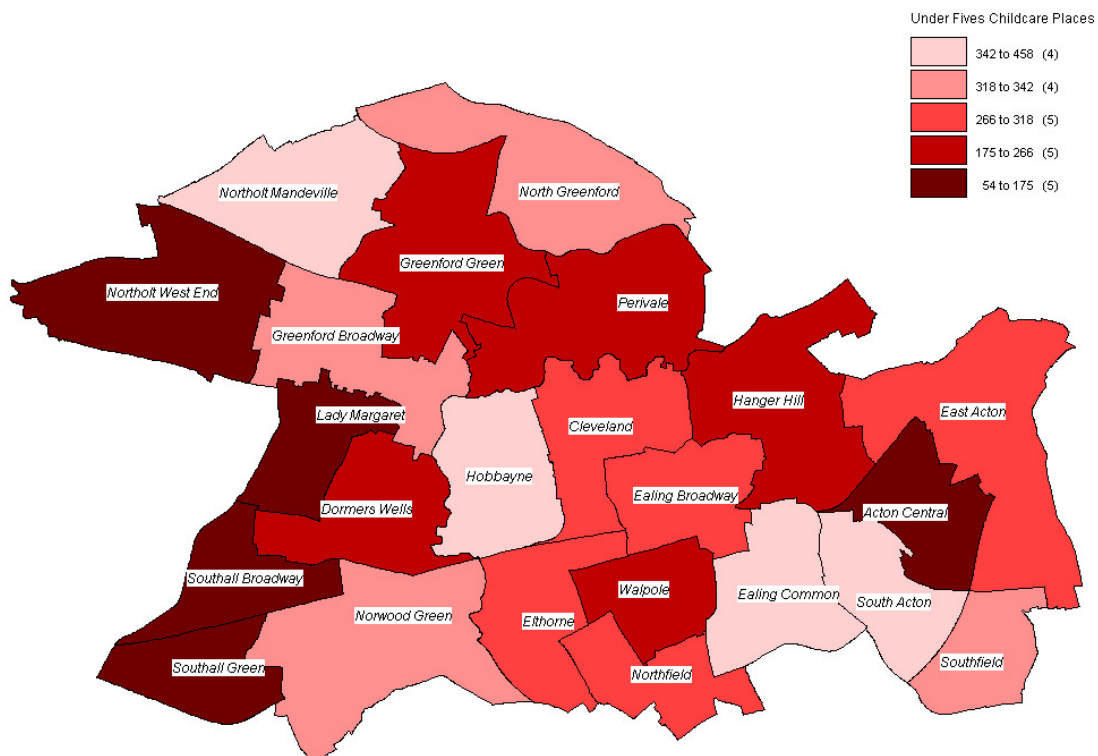 Under Fives Childcare Places
342 to 458 (4)
318 to 342 (4)
266 to 318 (5)
175 to 266 (5)
54 to 175 (5)
Northolt Mandeville
North Greenford
Greenford Green
Northolt West End
Perivale
Greenford Broadway
Hanger Hill
Lady Margaret
East Acton
Cleveland
Hobbayne
Ealing Broadway
Dormers Wells
Acton Central
Southall Broadway
Walpole
Ealing Common
South Acton
Norwood Green
Elthorne
Southall Green
Southfield
Northfield